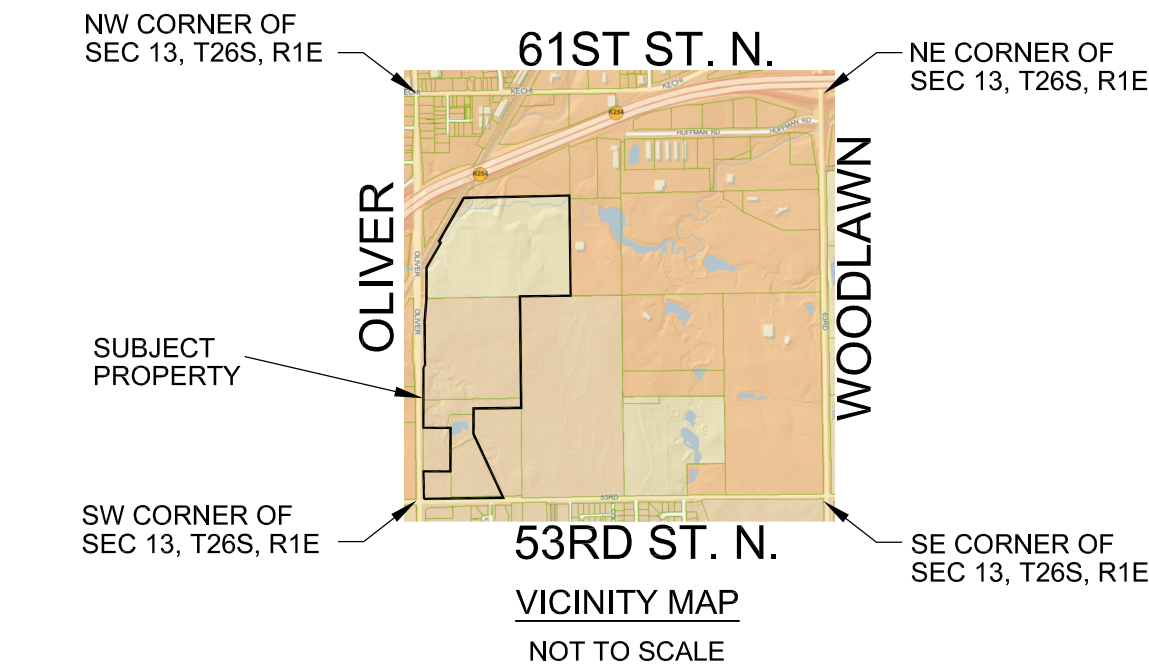 NW CORNER OF
SEC 13, T26S, R1E
61ST ST. N.
NE CORNER OF
SEC 13, T26S, R1E
KECHI
KECHI
K254
HUFFMAN RD
HUFFMAN RD
K254
OLIVER
WOODLAWN
OLIVER
OLIVER
63RD
SUBJECT
PROPERTY
53RD
SW CORNER OF
SEC 13, T26S, R1E
53RD ST. N.
SE CORNER OF
SEC 13, T26S, R1E
VICINITY MAP
NOT TO SCALE